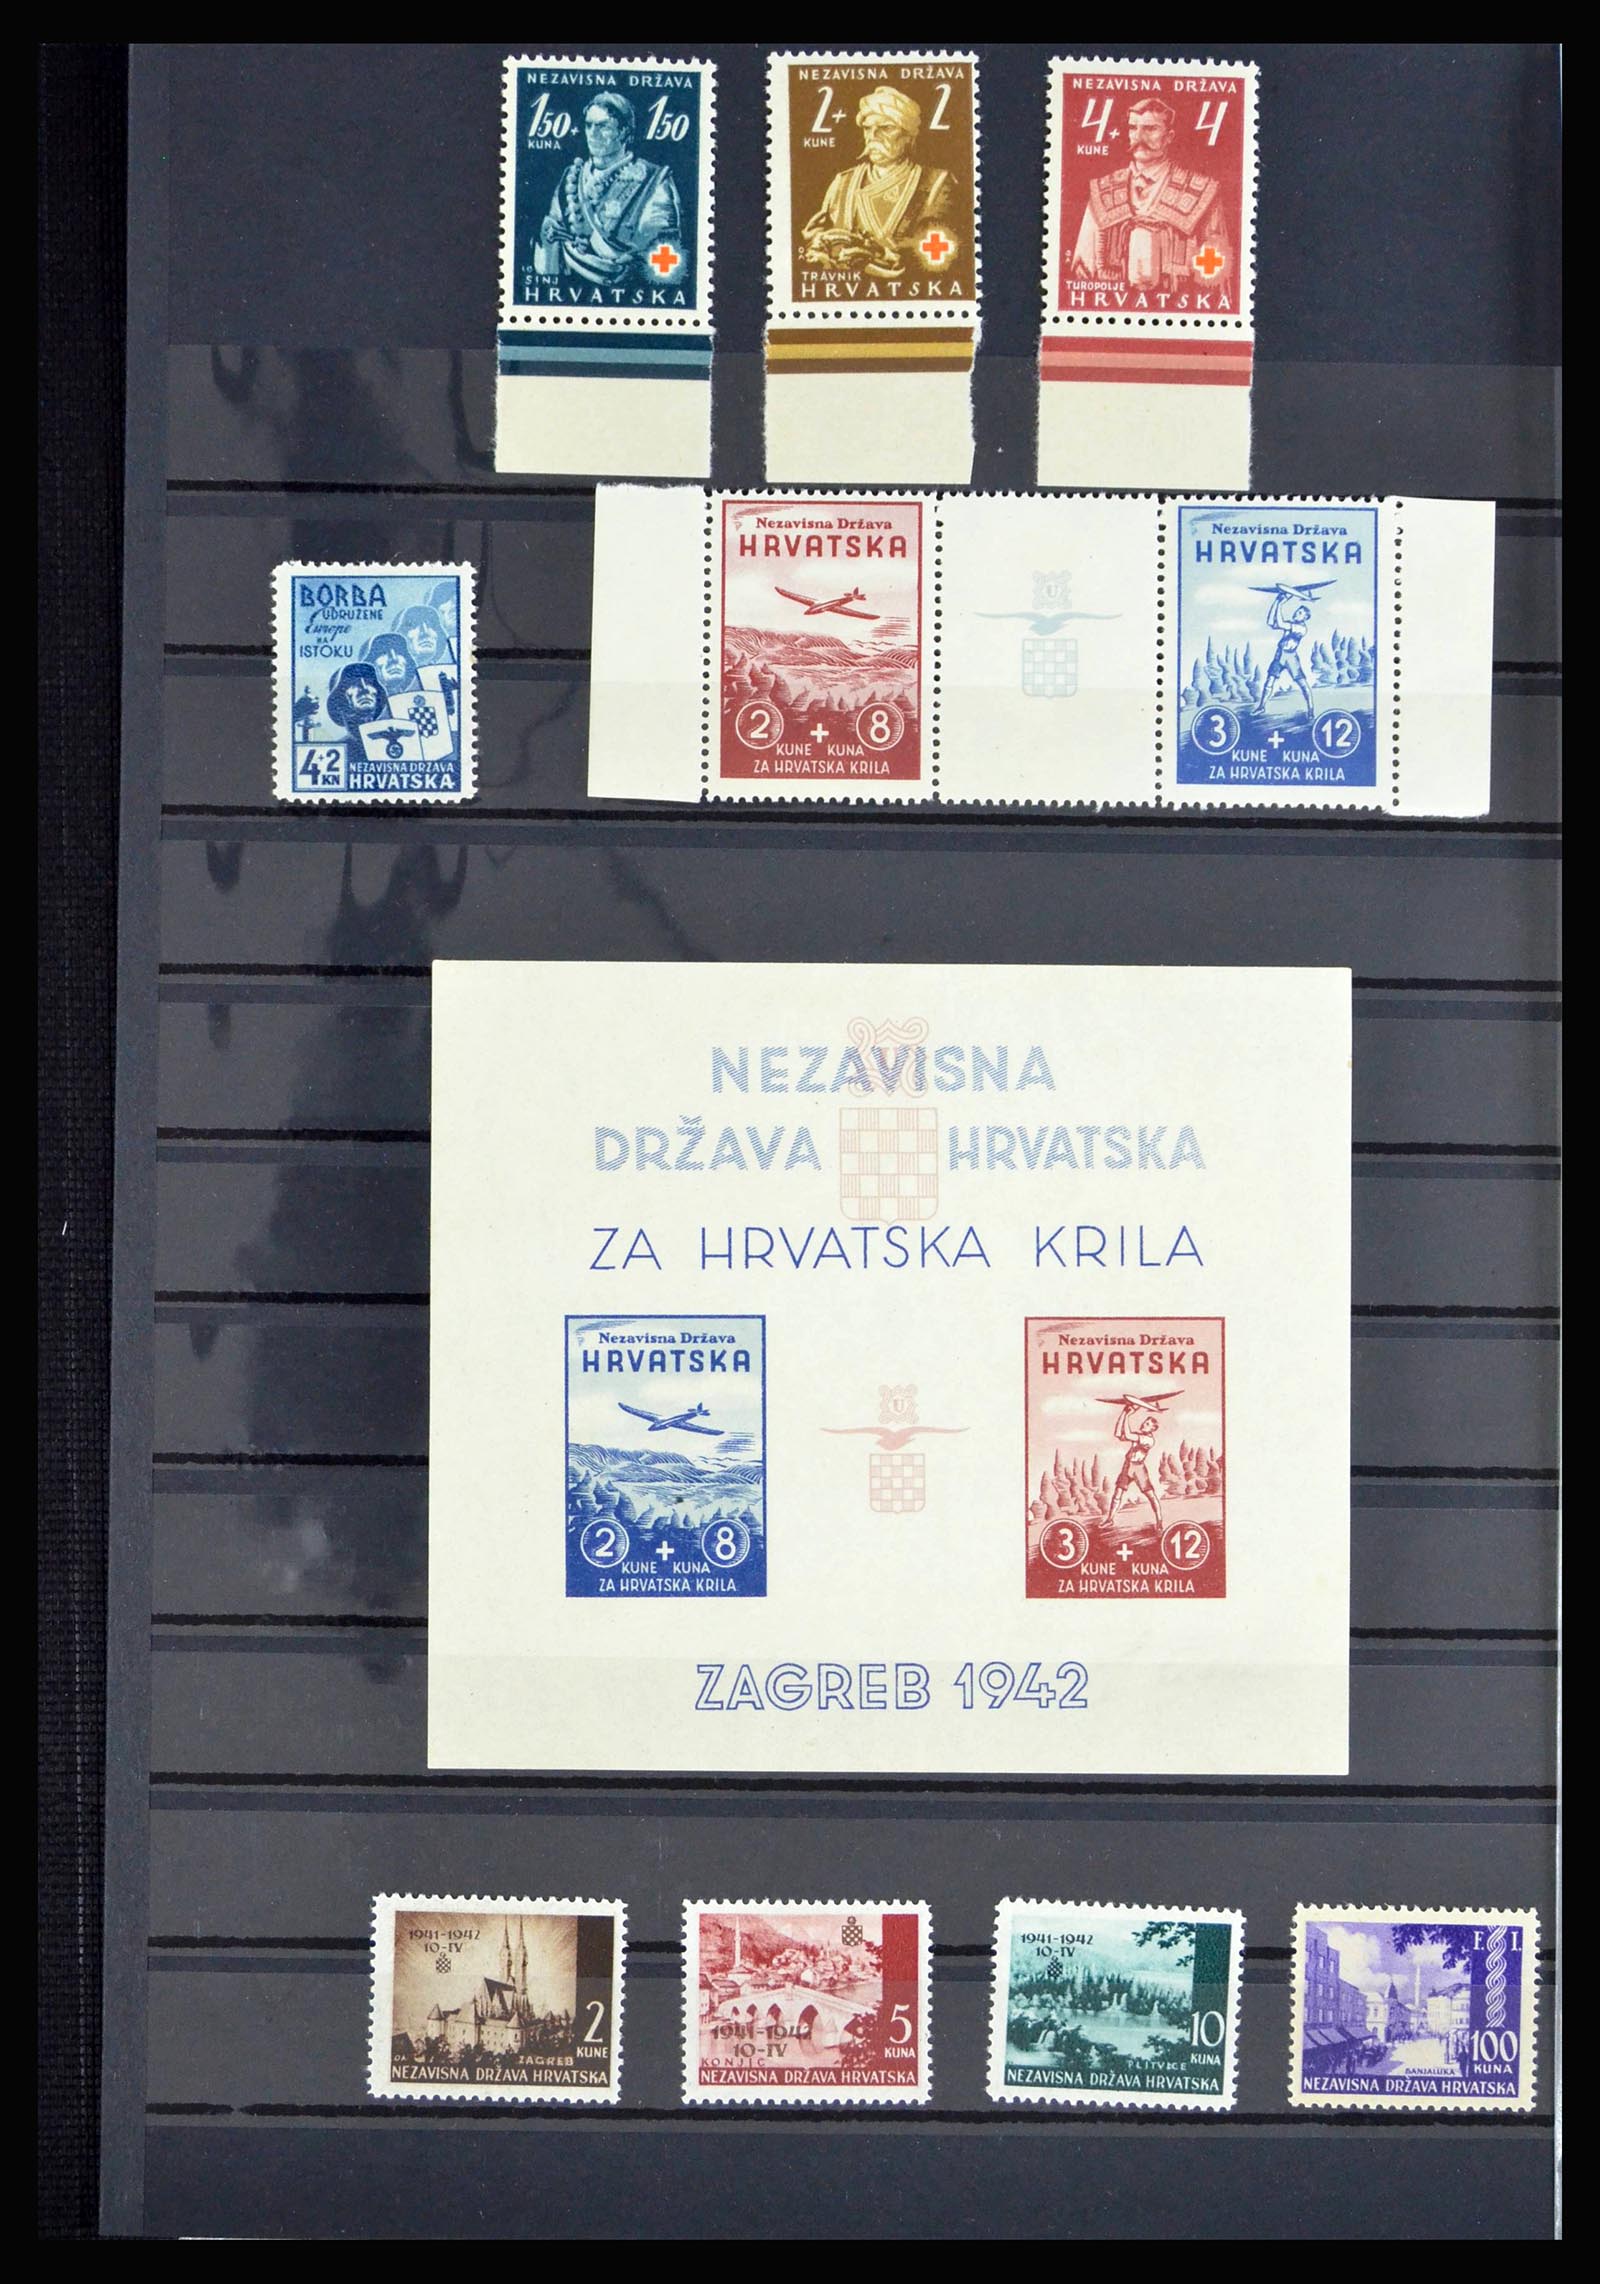 NEZAVISNA DRŽAVA
150+ 150
KUNA
SINJ
HRVATSKA
NEZAVISNA DRŽAVA
2+ 2
KUNE
TRAVNIK
HRVATSKA
NEZAVISNA DRŽAVA
4+ 4
KUNE
TUROPOLJE
HRVATSKA
BORBA
UDRUŽENE
Europe
NA
ISTOKU
4+2
KN
NEZAVISNA DRŽAVA
HRVATSKA
Nezavisna Država
HRVATSKA
2 + 8
KUNE KUNA
ZA HRVATSKA KRILA
U
Nezavisna Država
HRVATSKA
3 + 12
KUNE KUNA
ZA HRVATSKA KRILA
U
NEZAVISNA
DRŽAVA HRVATSKA
ZA HRVATSKA KRILA
Nezavisna Država
HRVATSKA
2 + 8
KUNE KUNA
ZA HRVATSKA KRILA
U
Nezavisna Država
HRVATSKA
3 + 12
KUNE KUNA
ZA HRVATSKA KRILA
ZAGREB 1942
1941-1942
10-IV
2
KUNE
ZAGREB
NEZAVISNA DRŽAVA HRVATSKA
5
1941-1942
10-IV
KUNA
KONJIC
NEZAVISNA DRŽAVA HRVATSKA
1941-1942
10-IV
10
KUNA
PLITVICE
NEZAVISNA DRŽAVA HRVATSKA
F. I.
100
KUNA
BANJALUKA
NEZAVISNA DRŽAVA HRVATSKA